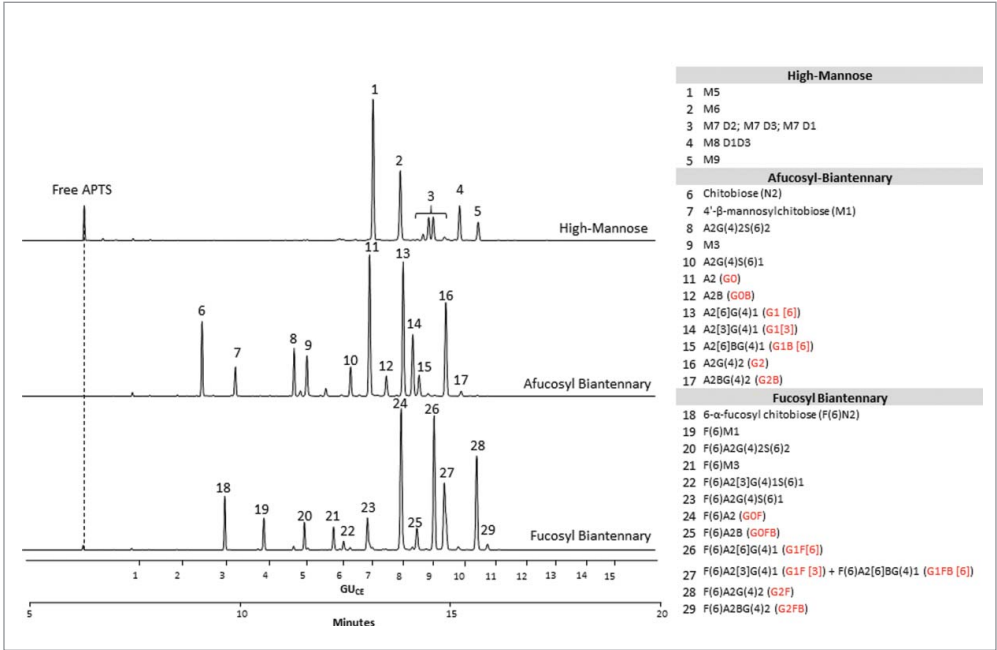 High-Mannose
1 M5
2 M6
3 M7 D2; M7 D3; M7 D1
4 M8 D1D3
5 M9
Afucosyl-Biantennary
6 Chitobiose (N2)
7 4'-β-mannosylchitobiose (M1)
8 A2G(4)2S(6)2
9 M3
10 A2G(4)S(6)1
11 A2 (G0)
12 A2B (G0B)
13 A2[6]G(4)1 (G1 [6])
14 A2[3]G(4)1 (G1[3])
15 A2[6]BG(4)1 (G1B [6])
16 A2G(4)2 (G2)
17 A2BG(4)2 (G2B)
Fucosyl Biantennary
18 6-α-fucosyl chitobiose (F(6)N2)
19 F(6)M1
20 F(6)A2G(4)2S(6)2
21 F(6)M3
22 F(6)A2[3]G(4)1S(6)1
23 F(6)A2G(4)S(6)1
24 F(6)A2 (G0F)
25 F(6)A2B (G0FB)
26 F(6)A2[6]G(4)1 (G1F[6])
27 F(6)A2[3]G(4)1 (G1F [3]) + F(6)A2[6]BG(4)1 (G1FB [6])
28 F(6)A2G(4)2 (G2F)
29 F(6)A2BG(4)2 (G2FB)
Free APTS
1
2
3
4
5
High-Mannose
6
7
8
9
10
11
12
13
14
15
16
17
Afucosyl Biantennary
18
19
20
21
22
23
24
25
26
27
28
29
Fucosyl Biantennary
1 2 3 4 5 6 7 8 9 10 11 12 13 14 15
GUCE
5 10 15 20
Minutes